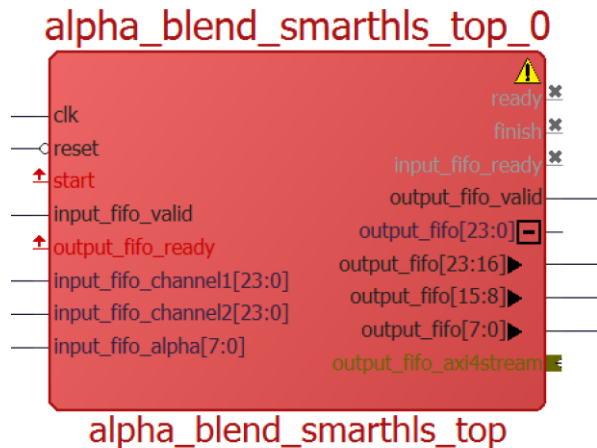 alpha_blend_smarthls_top_0
clk
reset
start
input_fifo_valid
output_fifo_ready
input_fifo_channel1[23:0]
input_fifo_channel2[23:0]
input_fifo_alpha[7:0]
ready
finish
input_fifo_ready
output_fifo_valid
output_fifo[23:0]
output_fifo[23:16]
output_fifo[15:8]
output_fifo[7:0]
output_fifo_axi4stream
alpha_blend_smarthls_top